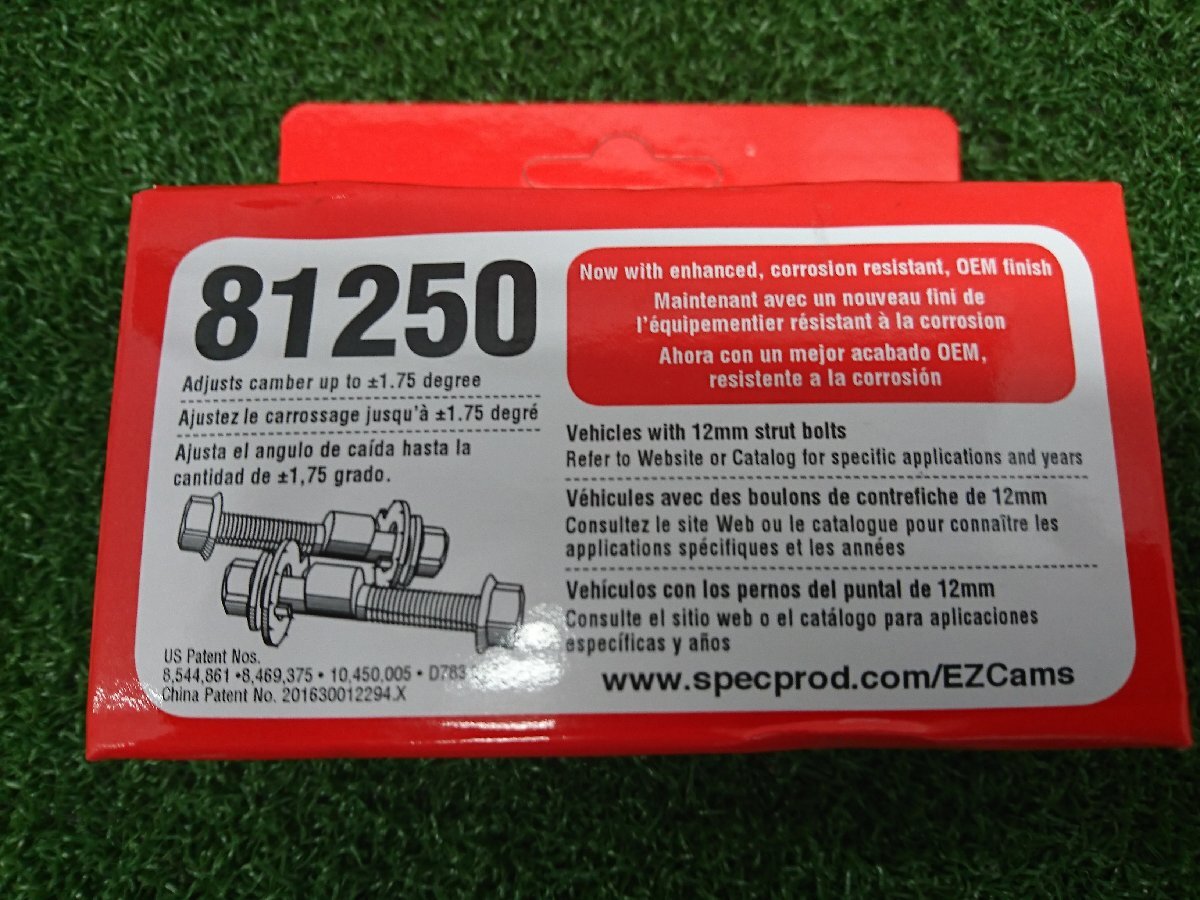 81250
Adjusts camber up to ±1.75 degree
Ajustez le carrossage jusqu'à ±1.75 degré
Ajusta el angulo de caída hasta la
cantidad de ±1,75 grado.
US Patent Nos.
8,544,861 •8,469,375 • 10,450,005 • D783
China Patent No. 201630012294.X
Now with enhanced, corrosion resistant, OEM finish
Maintenant avec un nouveau fini de
l'équipementier résistant à la corrosion
Ahora con un mejor acabado OEM,
resistente a la corrosión
Vehicles with 12mm strut bolts
Refer to Website or Catalog for specific applications and years
Véhicules avec des boulons de contrefiche de 12mm
Consultez le site Web ou le catalogue pour connaître les
applications spécifiques et les années
Vehículos con los pernos del puntal de 12mm
Consulte el sitio web o el catálogo para aplicaciones
específicas y años
www.specprod.com/EZCams